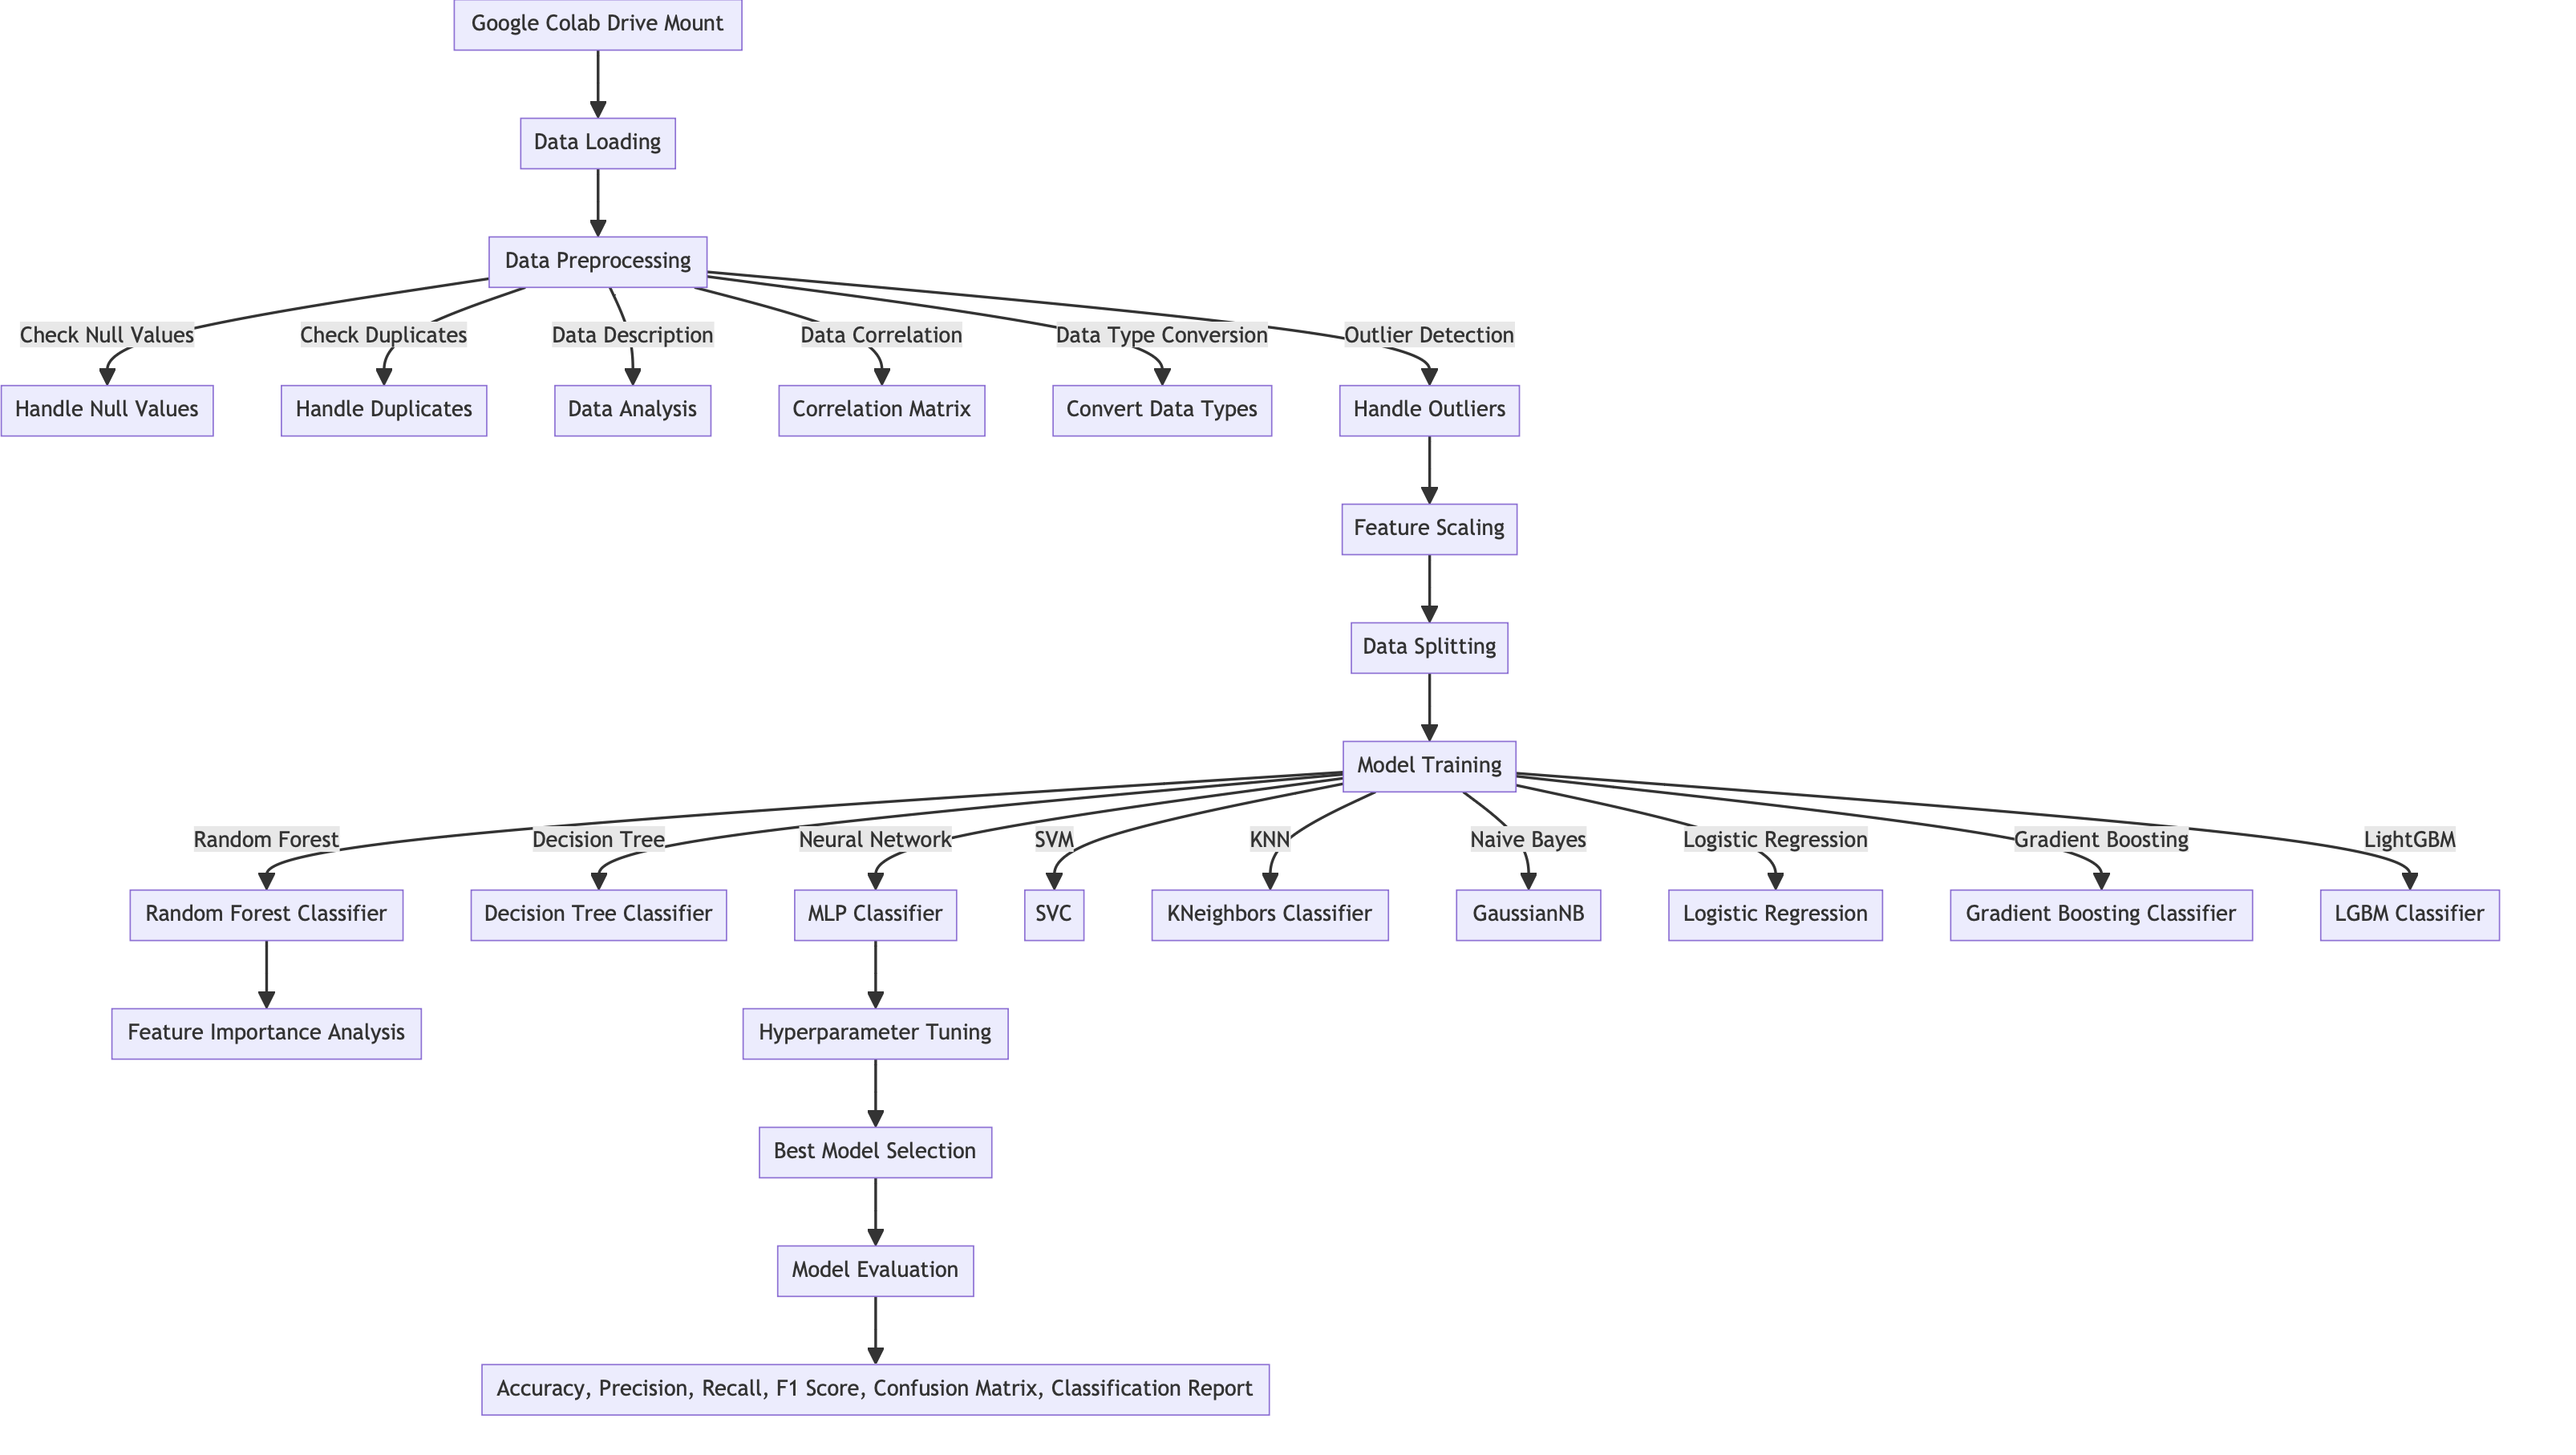 Google Colab Drive Mount
Data Loading
Data Preprocessing
Check Null Values
Check Duplicates
Data Description
Data Correlation
Data Type Conversion
Outlier Detection
Handle Null Values
Handle Duplicates
Data Analysis
Correlation Matrix
Convert Data Types
Handle Outliers
Feature Scaling
Data Splitting
Model Training
Random Forest
Decision Tree
Neural Network
SVM
KNN
Naive Bayes
Logistic Regression
Gradient Boosting
LightGBM
Random Forest Classifier
Decision Tree Classifier
MLP Classifier
SVC
KNeighbors Classifier
GaussianNB
Logistic Regression
Gradient Boosting Classifier
LGBM Classifier
Feature Importance Analysis
Hyperparameter Tuning
Best Model Selection
Model Evaluation
Accuracy, Precision, Recall, F1 Score, Confusion Matrix, Classification Report